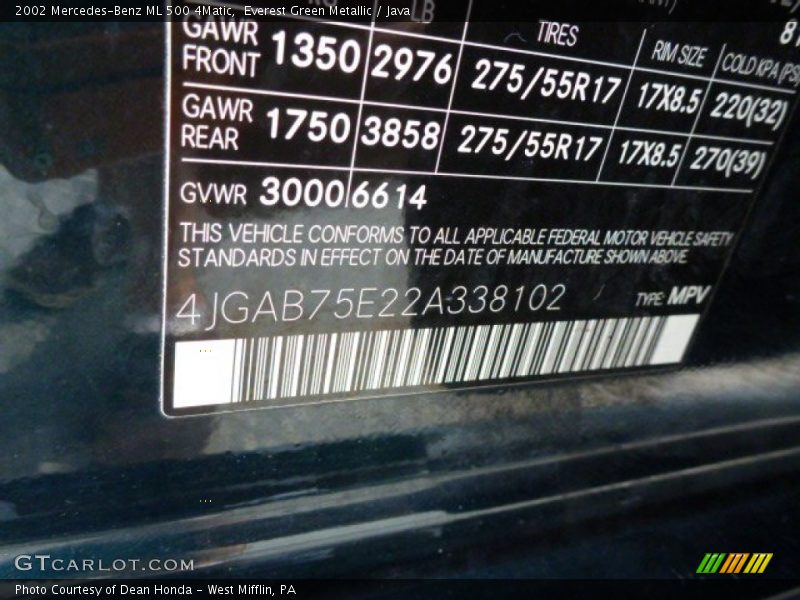 2002 Mercedes-Benz ML 500 4Matic, Everest Green Metallic / Java
LB
TIRES RIM SIZE COLD KPA (PSI
GAWR FRONT 1350 2976 275/55R17 17X8.5 220(32)
GAWR REAR 1750 3858 275/55R17 17X8.5 270(39)
GVWR 3000 6614
THIS VEHICLE CONFORMS TO ALL APPLICABLE FEDERAL MOTOR VEHICLE SAFETY
STANDARDS IN EFFECT ON THE DATE OF MANUFACTURE SHOWN ABOVE.
4JGAB75E22A338102 TYPE: MPV
GTCARLOT.COM
Photo Courtesy of Dean Honda - West Mifflin, PA